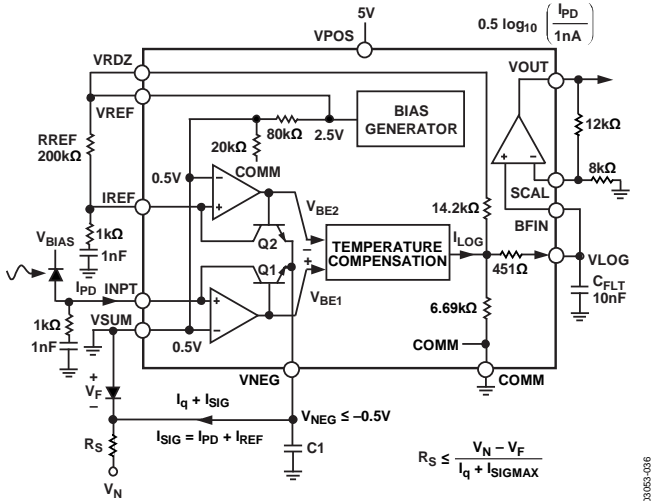 5V
0.5 log10 (IPD / 1nA)
VPOS
VRDZ
VOUT
VREF
BIAS
GENERATOR
80kΩ
2.5V
RREF
200kΩ
20kΩ
COMM
12kΩ
0.5V
8kΩ
SCAL
IREF
VBE2
14.2kΩ
BFIN
1kΩ
1nF
VBIAS
Q2
TEMPERATURE
COMPENSATION
ILOG
VLOG
451Ω
Q1
IPD
INPT
VBE1
CFLT
10nF
1kΩ
VSUM
6.69kΩ
1nF
0.5V
COMM
VNEG
COMM
+
VF
–
Iq + ISIG
VNEG ≤ –0.5V
ISIG = IPD + IREF
C1
RS
RS ≤ (VN – VF) / (Iq + ISIGMAX)
VN
03053-036